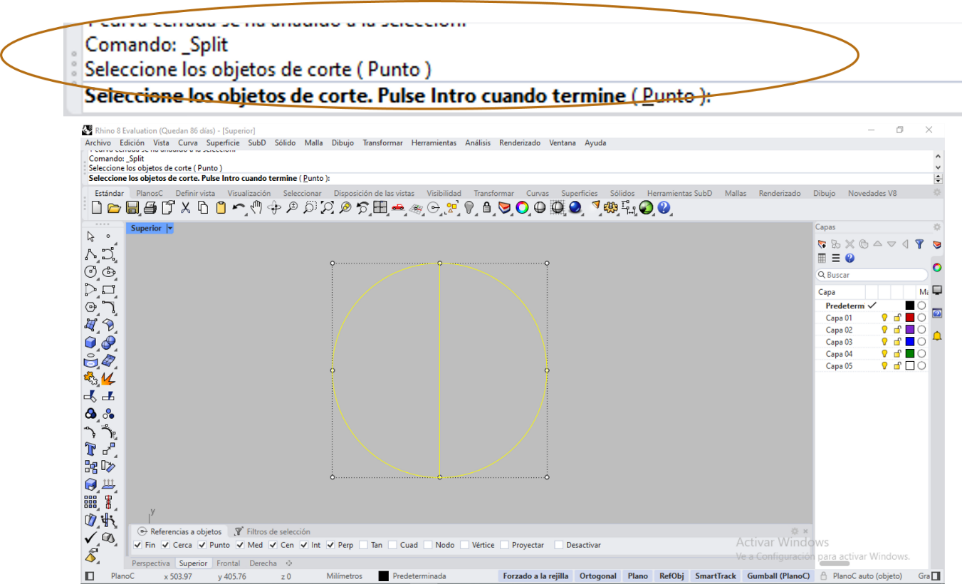 1 curva cerrada se ha añadido a la selección.
Comando: _Split
Seleccione los objetos de corte ( Punto )
Seleccione los objetos de corte. Pulse Intro cuando termine ( Punto ):
Rhino 8 Evaluation (Quedan 86 días) - [Superior]
Archivo Edición Vista Curva Superficie SubD Sólido Malla Dibujo Transformar Herramientas Análisis Renderizado Ventana Ayuda
1 curva cerrada se ha añadido a la selección.
Comando: _Split
Seleccione los objetos de corte ( Punto )
Seleccione los objetos de corte. Pulse Intro cuando termine ( Punto ):
Estándar PlanosC Definir vista Visualización Seleccionar Disposición de las vistas Visibilidad Transformar Curvas Superficies Sólidos Herramientas SubD Mallas Renderizado Dibujo Novedades V8
Superior
Capas
Buscar
Capa Ma
Predeterm
Capa 01
Capa 02
Capa 03
Capa 04
Capa 05
y
Referencias a objetos Filtros de selección
Fin Cerca Punto Med Cen Int Perp Tan Cuad Nodo Vértice Proyectar Desactivar
Activar Windows
Ve a Configuración para activar Windows.
Perspectiva Superior Frontal Derecha
PlanoC x 503.97 y 405.76 z 0 Milímetros Predeterminada Forzado a la rejilla Ortogonal Plano RefObj SmartTrack Gumball (PlanoC) PlanoC auto (objeto) Gra